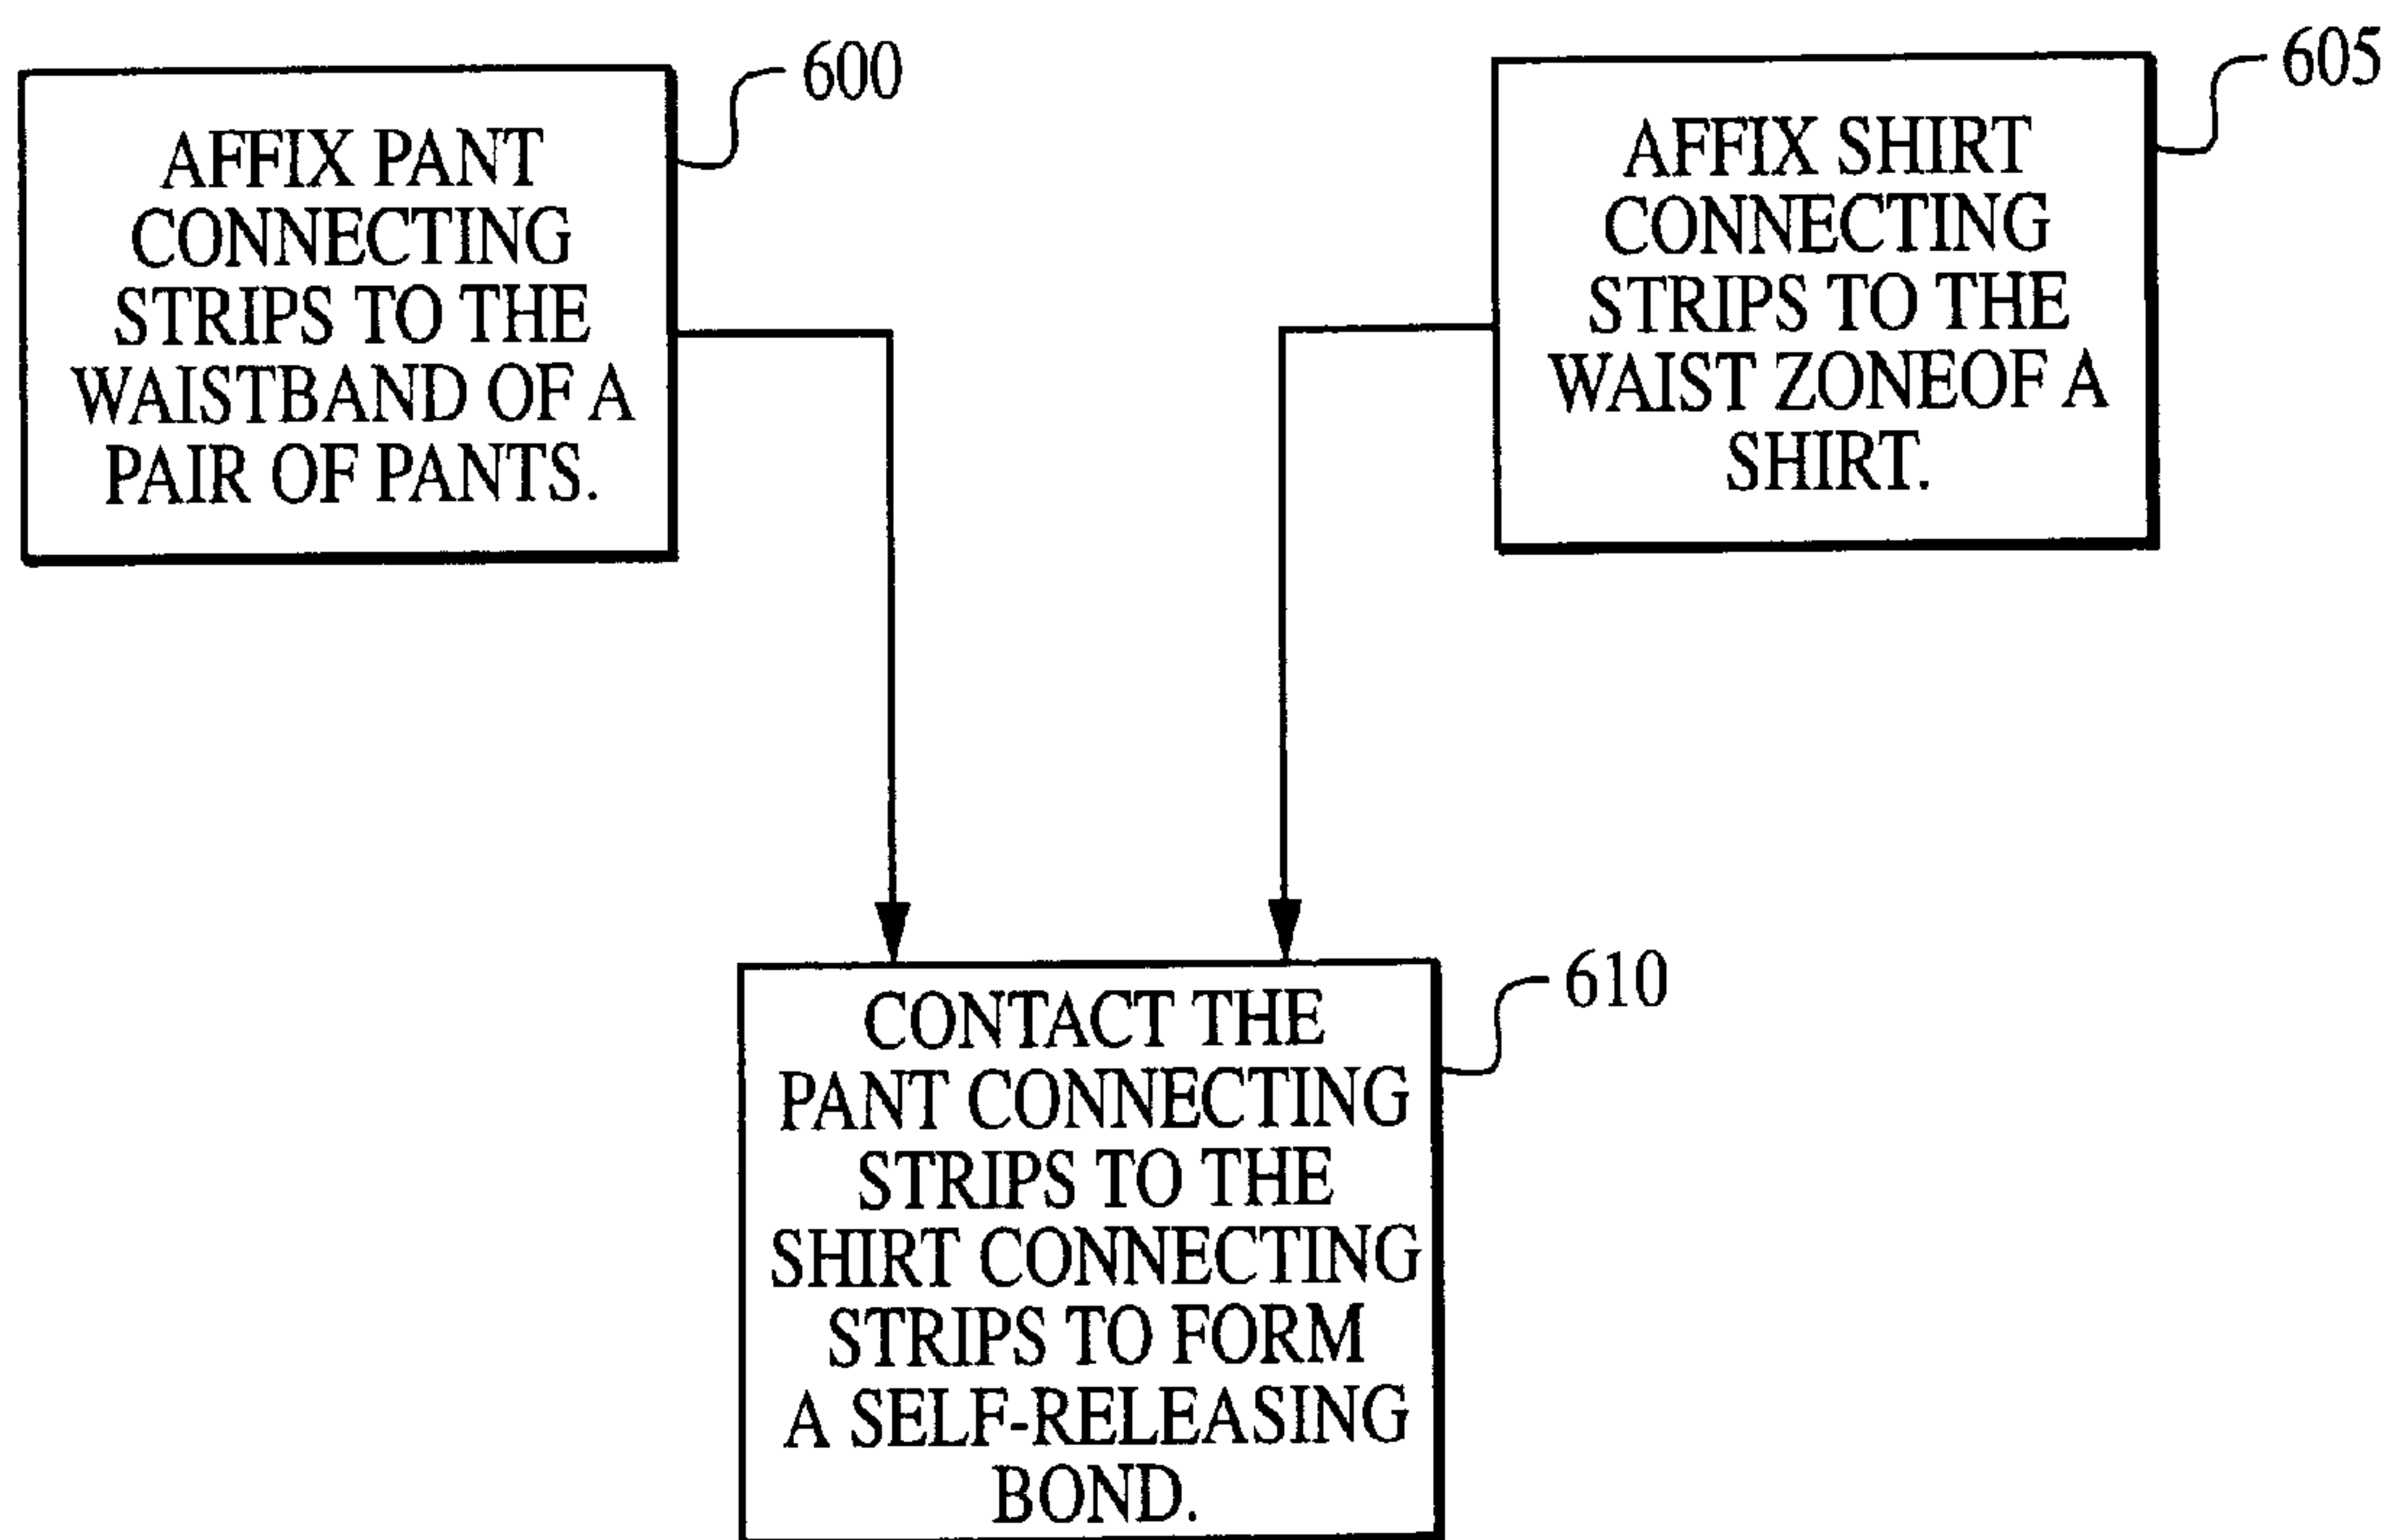 600
AFFIX PANT
CONNECTING
STRIPS TO THE
WAISTBAND OF A
PAIR OF PANTS.
605
AFFIX SHIRT
CONNECTING
STRIPS TO THE
WAIST ZONEOF A
SHIRT.
610
CONTACT THE
PANT CONNECTING
STRIPS TO THE
SHIRT CONNECTING
STRIPS TO FORM
A SELF-RELEASING
BOND.